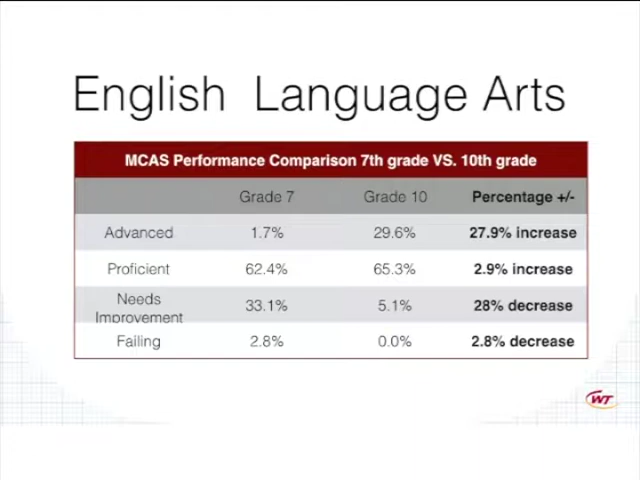 English Language Arts
MCAS Performance Comparison 7th grade VS. 10th grade
Grade 7 Grade 10 Percentage +/-
Advanced 1.7% 29.6% 27.9% increase
Proficient 62.4% 65.3% 2.9% increase
Needs
Improvement 33.1% 5.1% 28% decrease
Failing 2.8% 0.0% 2.8% decrease
WT